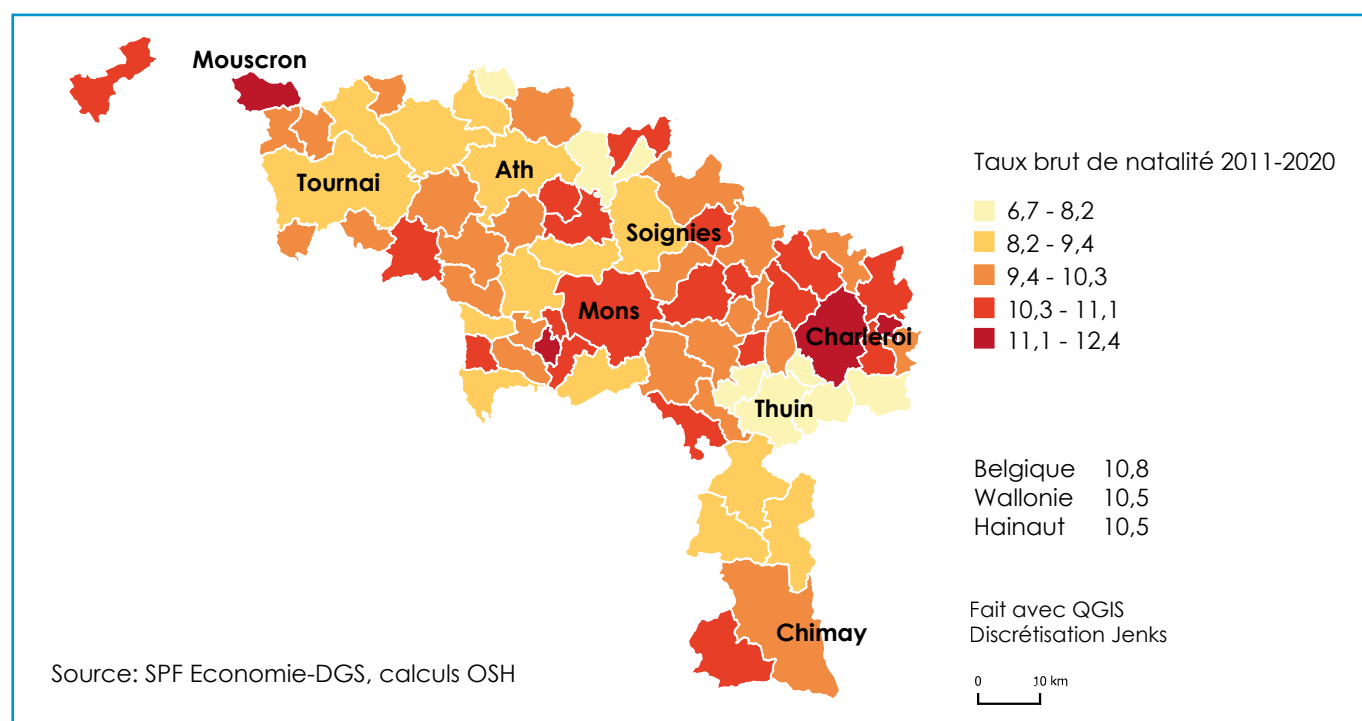 Mouscron
Tournai
Ath
Soignies
Mons
Charleroi
Thuin
Chimay
Taux brut de natalité 2011-2020
6,7 - 8,2
8,2 - 9,4
9,4 - 10,3
10,3 - 11,1
11,1 - 12,4
Belgique 10,8
Wallonie 10,5
Hainaut 10,5
Fait avec QGIS
Discrétisation Jenks
0 10 km
Source: SPF Economie-DGS, calculs OSH